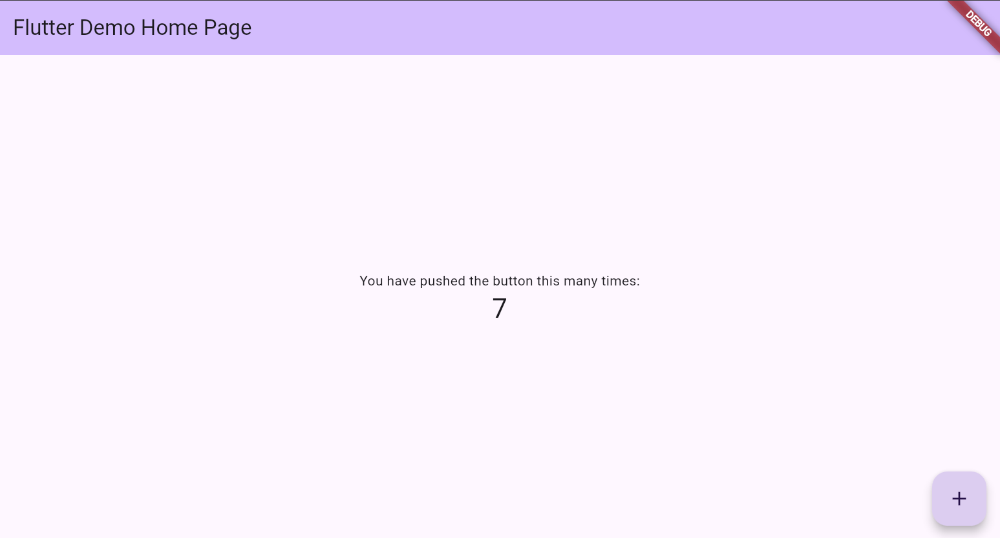 Flutter Demo Home Page
DEBUG
You have pushed the button this many times:
7